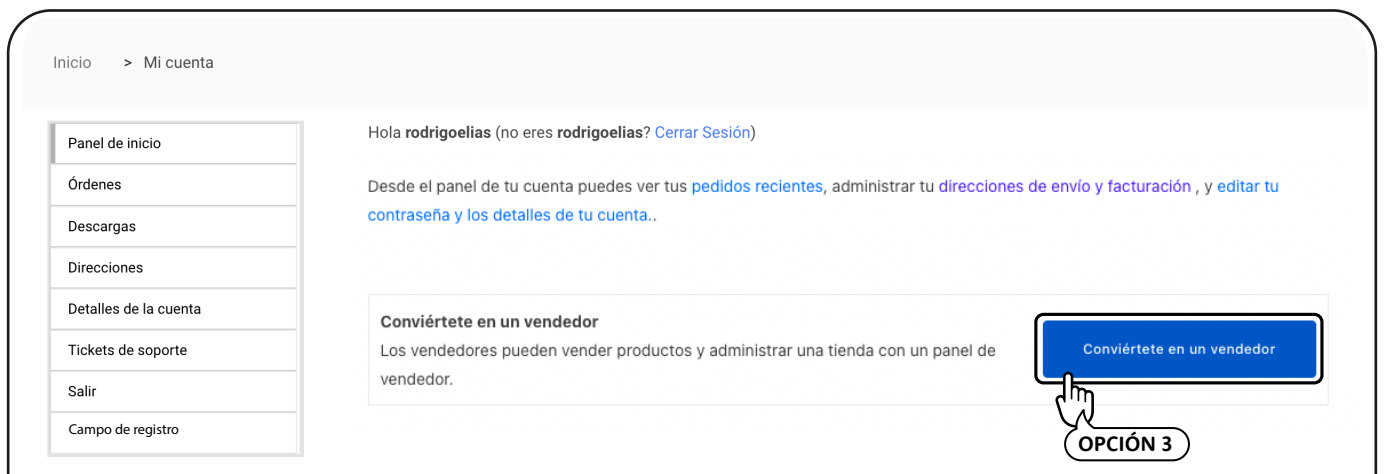 Inicio > Mi cuenta
Panel de inicio
Órdenes
Descargas
Direcciones
Detalles de la cuenta
Tickets de soporte
Salir
Campo de registro
Hola rodrigoelias (no eres rodrigoelias? Cerrar Sesión)
Desde el panel de tu cuenta puedes ver tus pedidos recientes, administrar tu direcciones de envío y facturación , y editar tu
contraseña y los detalles de tu cuenta..
Conviértete en un vendedor
Los vendedores pueden vender productos y administrar una tienda con un panel de
vendedor.
Conviértete en un vendedor
OPCIÓN 3